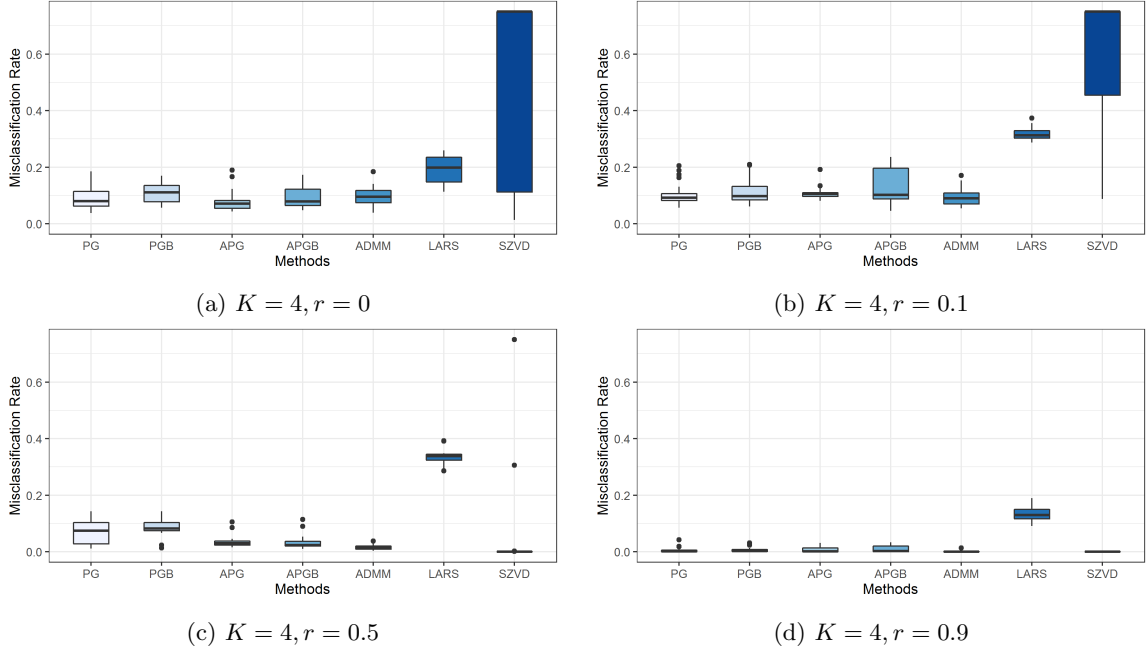 Misclassification Rate
0.6
0.4
0.2
0.0
PG PGB APG APGB ADMM LARS SZVD
Methods
(a) K = 4, r = 0
Misclassification Rate
0.6
0.4
0.2
0.0
PG PGB APG APGB ADMM LARS SZVD
Methods
(b) K = 4, r = 0.1
Misclassification Rate
0.6
0.4
0.2
0.0
PG PGB APG APGB ADMM LARS SZVD
Methods
(c) K = 4, r = 0.5
Misclassification Rate
0.6
0.4
0.2
0.0
PG PGB APG APGB ADMM LARS SZVD
Methods
(d) K = 4, r = 0.9